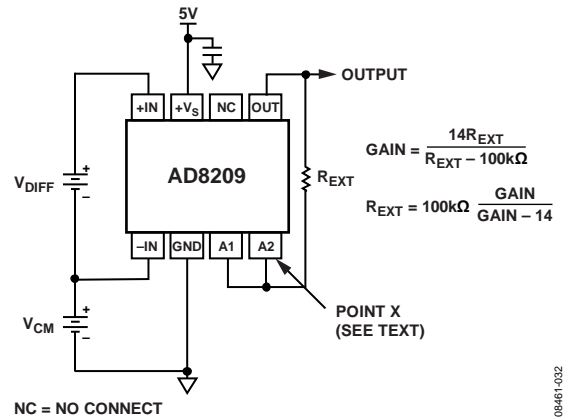 5V
OUTPUT
+IN +VS NC OUT
GAIN = 14REXT / REXT – 100kΩ
VDIFF + –
AD8209
REXT
REXT = 100kΩ GAIN / GAIN – 14
–IN GND A1 A2
VCM + –
POINT X
(SEE TEXT)
NC = NO CONNECT
08461-032